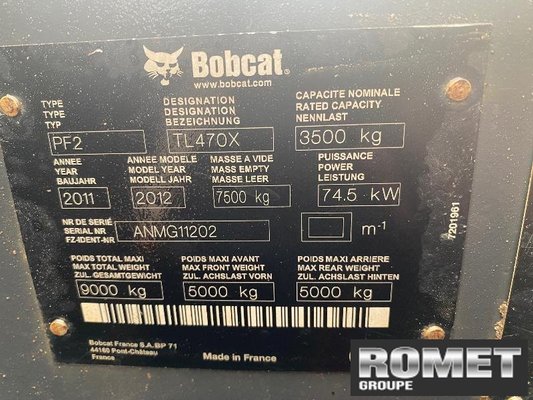 Bobcat®
www.bobcat.com
TYPE DESIGNATION CAPACITE NOMINALE
TYPE DESIGNATION RATED CAPACITY
TYP BEZEICHNUNG NENNLAST
PF2 TL470X 3500 kg
ANNEE ANNEE MODELE MASSE A VIDE PUISSANCE
YEAR MODEL YEAR MASS EMPTY POWER
BAUJAHR MODELL JAHR MASSE LEER LEISTUNG
2011 2012 7500 kg 74.5 kW
NR DE SERIE
SERIAL NR
FZ-IDENT-NR
ANMG11202 m-1
7201981
POIDS TOTAL MAXI POIDS MAXI AVANT POIDS MAXI ARRIERE
MAX TOTAL WEIGHT MAX FRONT WEIGHT MAX REAR WEIGHT
ZUL. GESAMTGEWICHT ZUL. ACHSLAST VORN ZUL. ACHSLAST HINTEN
9000 kg 5000 kg 5000 kg
Bobcat France S.A. BP 71
44160 Pont-Château
France
Made in France
ROMET
GROUPE